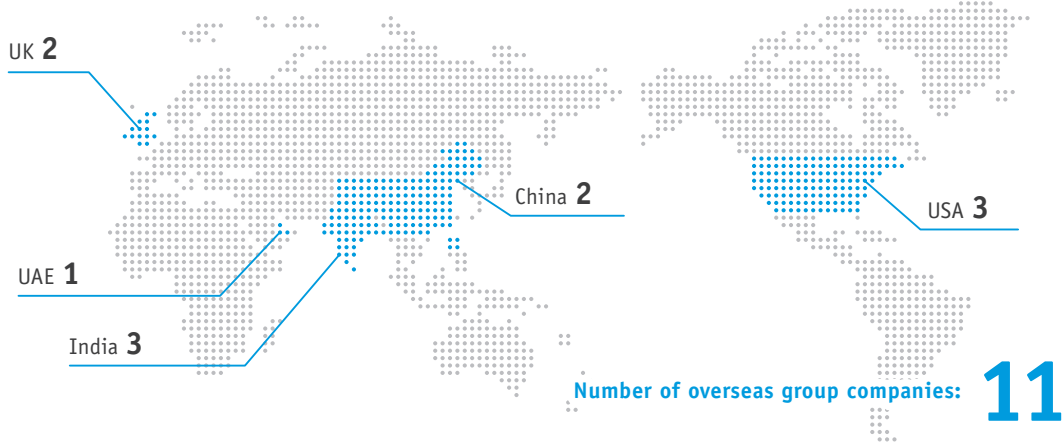 UK 2
China 2
USA 3
UAE 1
India 3
Number of overseas group companies: 11